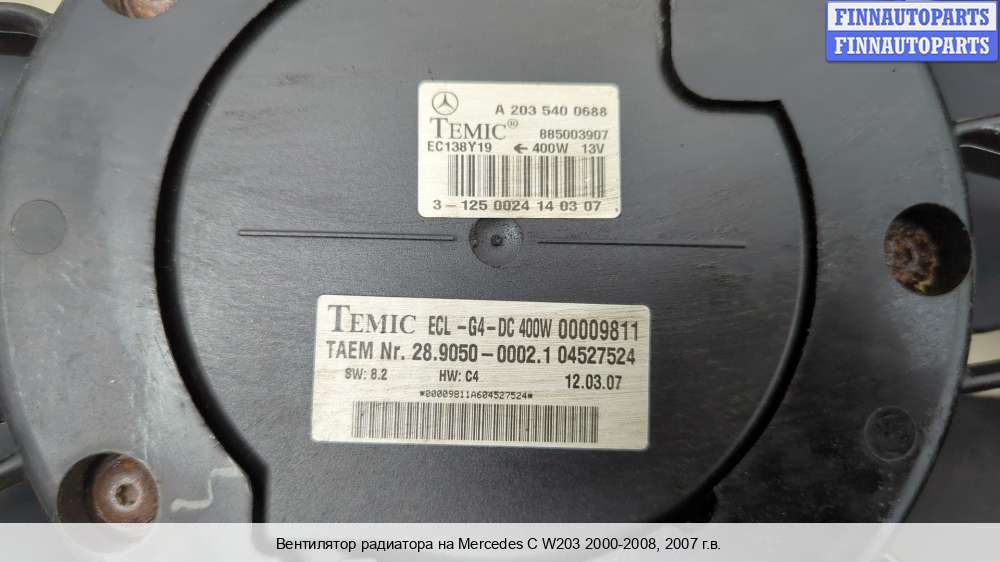 FINNAUTOPARTS
FINNAUTOPARTS
A 203 540 0688
TEMIC® 885003907
EC138Y19 ← 400W 13V
3-125 0024 14 03 07
TEMIC ECL -G4-DC 400W 00009811
TAEM Nr. 28.9050-0002.1 04527524
SW: 8.2 HW: C4 12.03.07
*00009811A604527524*
Вентилятор радиатора на Mercedes C W203 2000-2008, 2007 г.в.